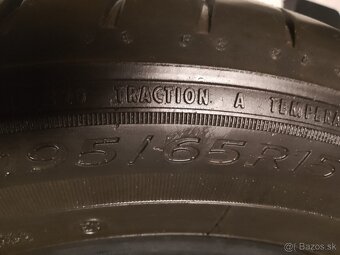 TRACTION A TEMPERA
195/65R15
Bazos.sk